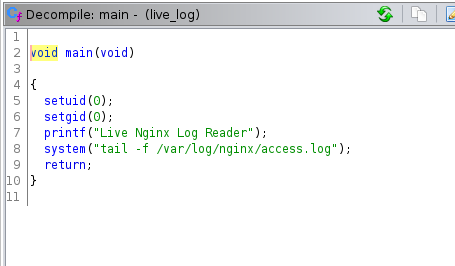 Decompile: main - (live_log)
1
2 void main(void)
3
4 {
5 setuid(0);
6 setgid(0);
7 printf("Live Nginx Log Reader");
8 system("tail -f /var/log/nginx/access.log");
9 return;
10 }
11